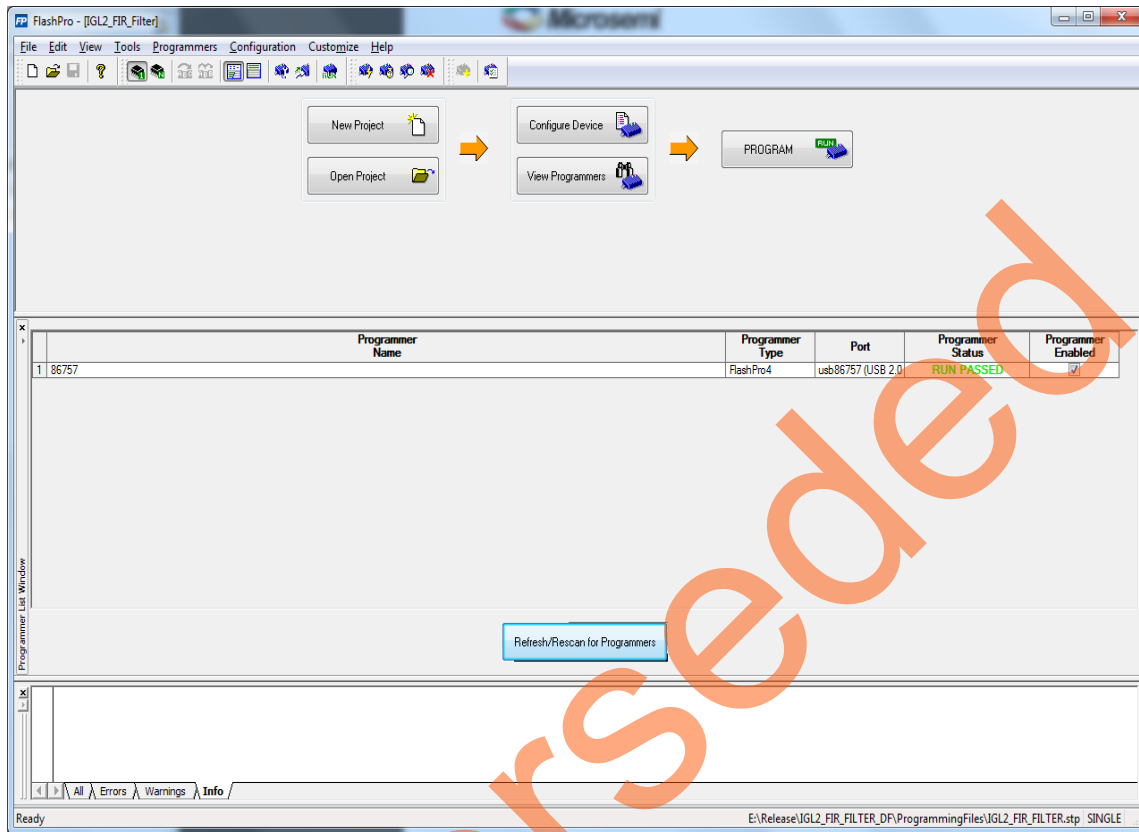 FlashPro - [IGL2_FIR_Filter]
Microsemi
File Edit View Tools Programmers Configuration Customize Help
New Project
Configure Device
PROGRAM
RUN
Open Project
View Programmers
Programmer Name
Programmer Type
Port
Programmer Status
Programmer Enabled
1 86757 FlashPro4 usb86757 (USB 2.0 RUN PASSED
Programmer List Window
Refresh/Rescan for Programmers
All Errors Warnings Info
Ready E:\Release\IGL2_FIR_FILTER_DF\ProgrammingFiles\IGL2_FIR_FILTER.stp SINGLE
erseded